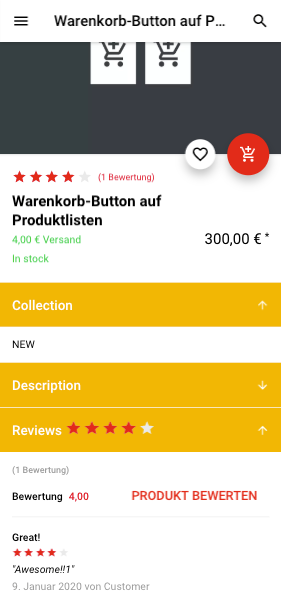 Warenkorb-Button auf P...
(1 Bewertung)
Warenkorb-Button auf
Produktlisten
4,00 € Versand
300,00 € *
In stock
Collection
NEW
Description
Reviews
(1 Bewertung)
Bewertung 4,00
PRODUKT BEWERTEN
Great!
"Awesome!!1"
9. Januar 2020 von Customer